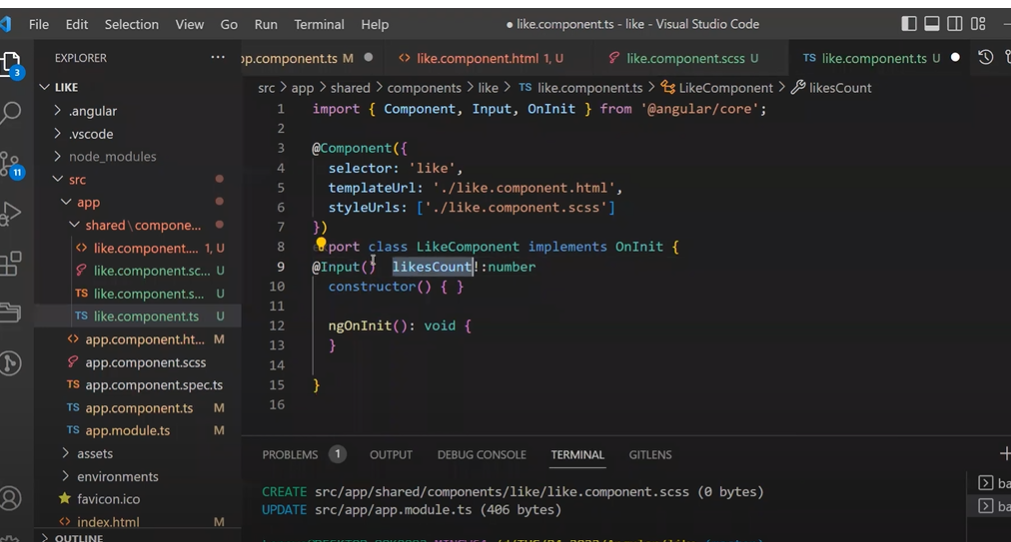 File Edit Selection View Go Run Terminal Help ● like.component.ts - like - Visual Studio Code
EXPLORER ...
pp.component.ts M ●
<> like.component.html 1, U
like.component.scss U
TS like.component.ts U ●
LIKE
src > app > shared > components > like > TS like.component.ts > LikeComponent > likesCount
.angular
.vscode
node_modules
src
app
shared \ compone...
<> like.component.... 1, U
like.component.sc... U
TS like.component.s... U
TS like.component.ts U
<> app.component.ht... M
app.component.scss
TS app.component.spec.ts
TS app.component.ts M
TS app.module.ts M
assets
environments
favicon.ico
<> index.html M
OUTLINE
3
11
1 import { Component, Input, OnInit } from '@angular/core';
2
3 @Component({
4 selector: 'like',
5 templateUrl: './like.component.html',
6 styleUrls: ['./like.component.scss']
7 })
8 port class LikeComponent implements OnInit {
9 @Input() likesCount!:number
10 constructor() { }
11
12 ngOnInit(): void {
13 }
14
15 }
16
PROBLEMS 1 OUTPUT DEBUG CONSOLE TERMINAL GITLENS
CREATE src/app/shared/components/like/like.component.scss (0 bytes)
UPDATE src/app/app.module.ts (406 bytes)
ba
ba